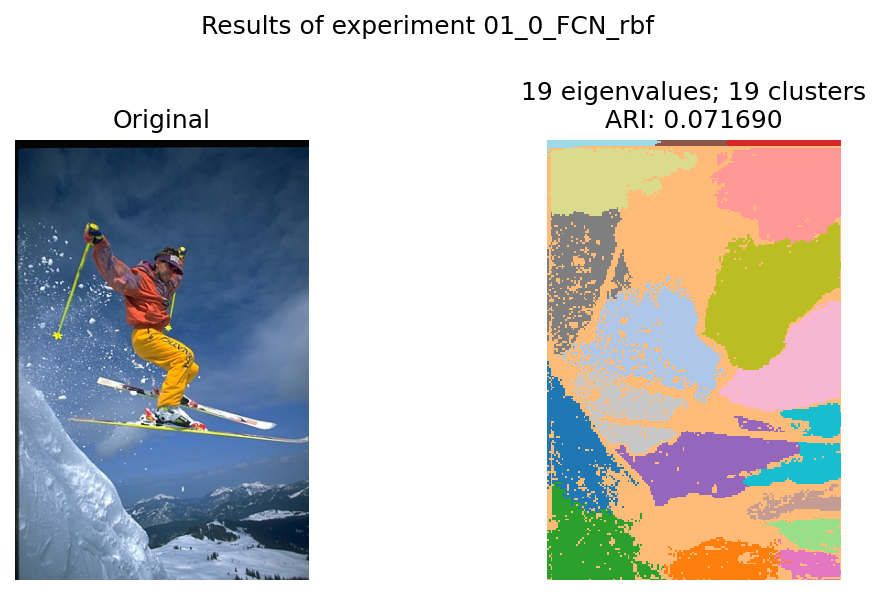 Results of experiment 01_0_FCN_rbf
Original
19 eigenvalues; 19 clusters
ARI: 0.071690